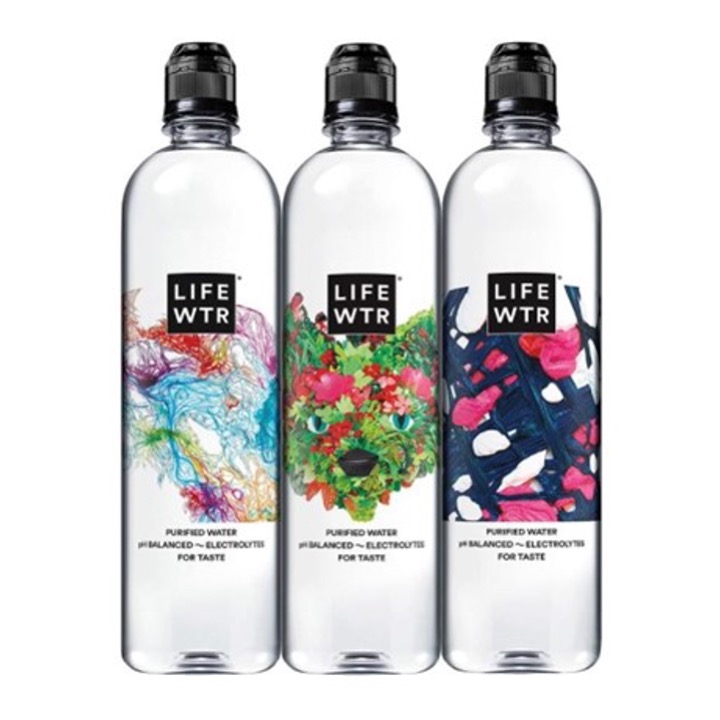 LIFE
WTR
PURIFIED WATER
pH BALANCED ~ ELECTROLYTES
FOR TASTE
LIFE
WTR
PURIFIED WATER
pH BALANCED ~ ELECTROLYTES
FOR TASTE
LIFE
WTR
PURIFIED WATER
pH BALANCED ~ ELECTROLYTES
FOR TASTE